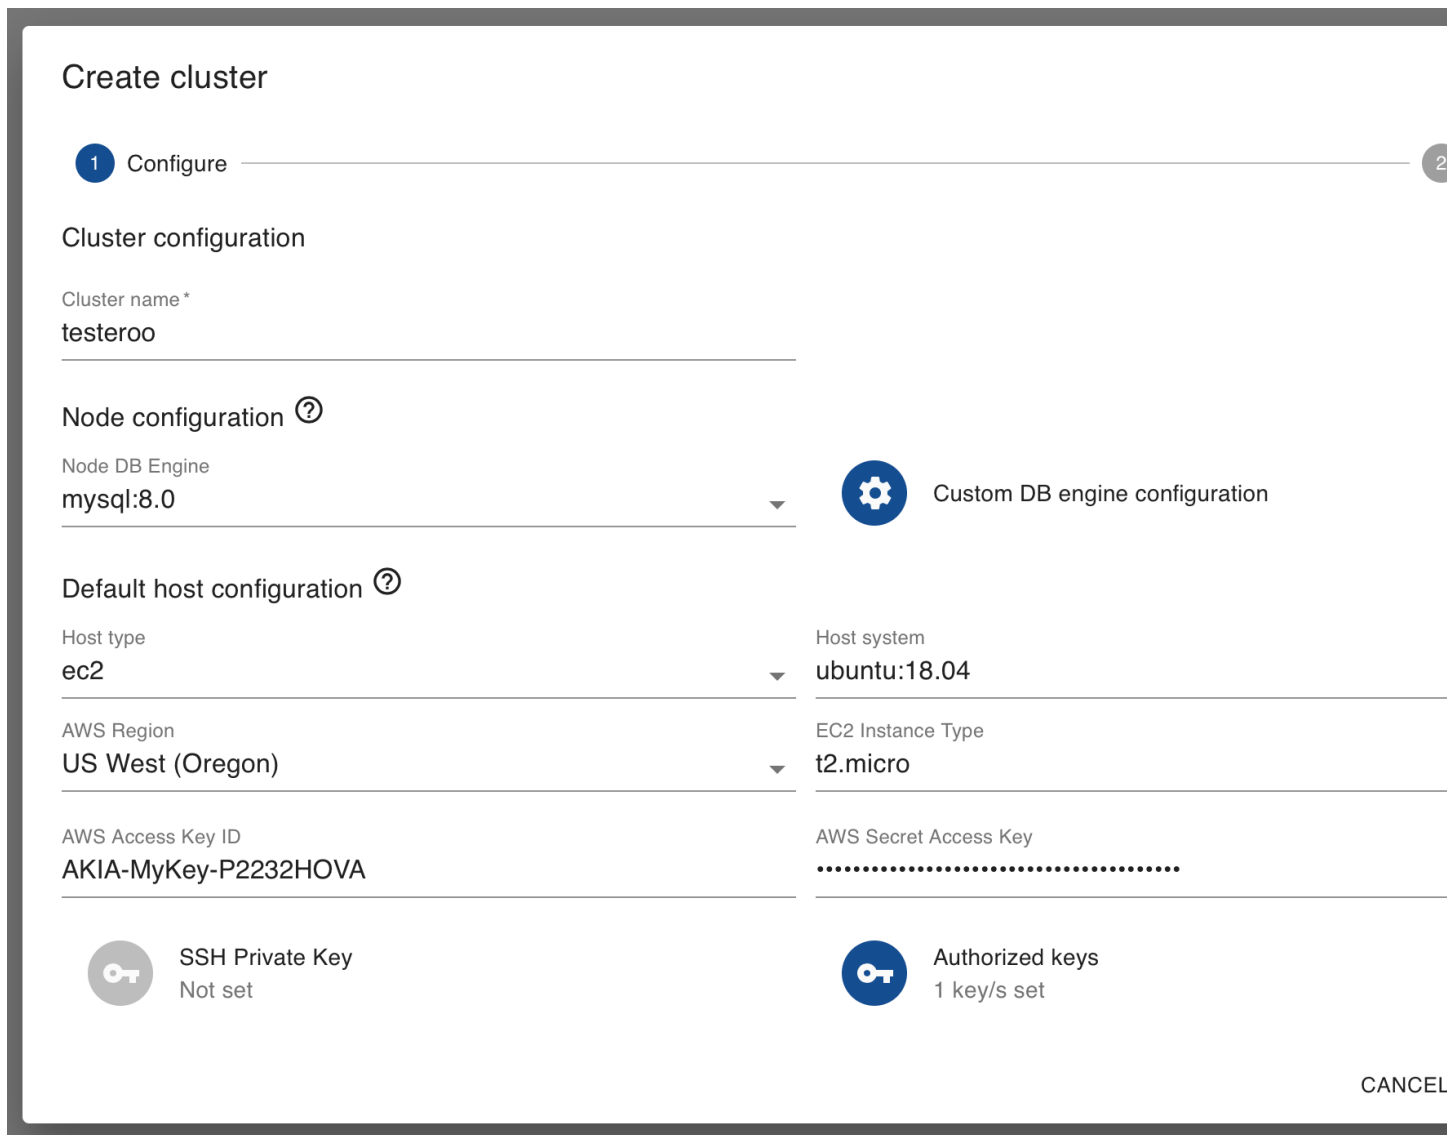 Create cluster
1 Configure 2
Cluster configuration
Cluster name *
testeroo
Node configuration ?
Node DB Engine
mysql:8.0
Custom DB engine configuration
Default host configuration ?
Host type
ec2
Host system
ubuntu:18.04
AWS Region
US West (Oregon)
EC2 Instance Type
t2.micro
AWS Access Key ID
AKIA-MyKey-P2232HOVA
AWS Secret Access Key
••••••••••••••••••••••••••••••••••••••••
SSH Private Key
Not set
Authorized keys
1 key/s set
CANCEL